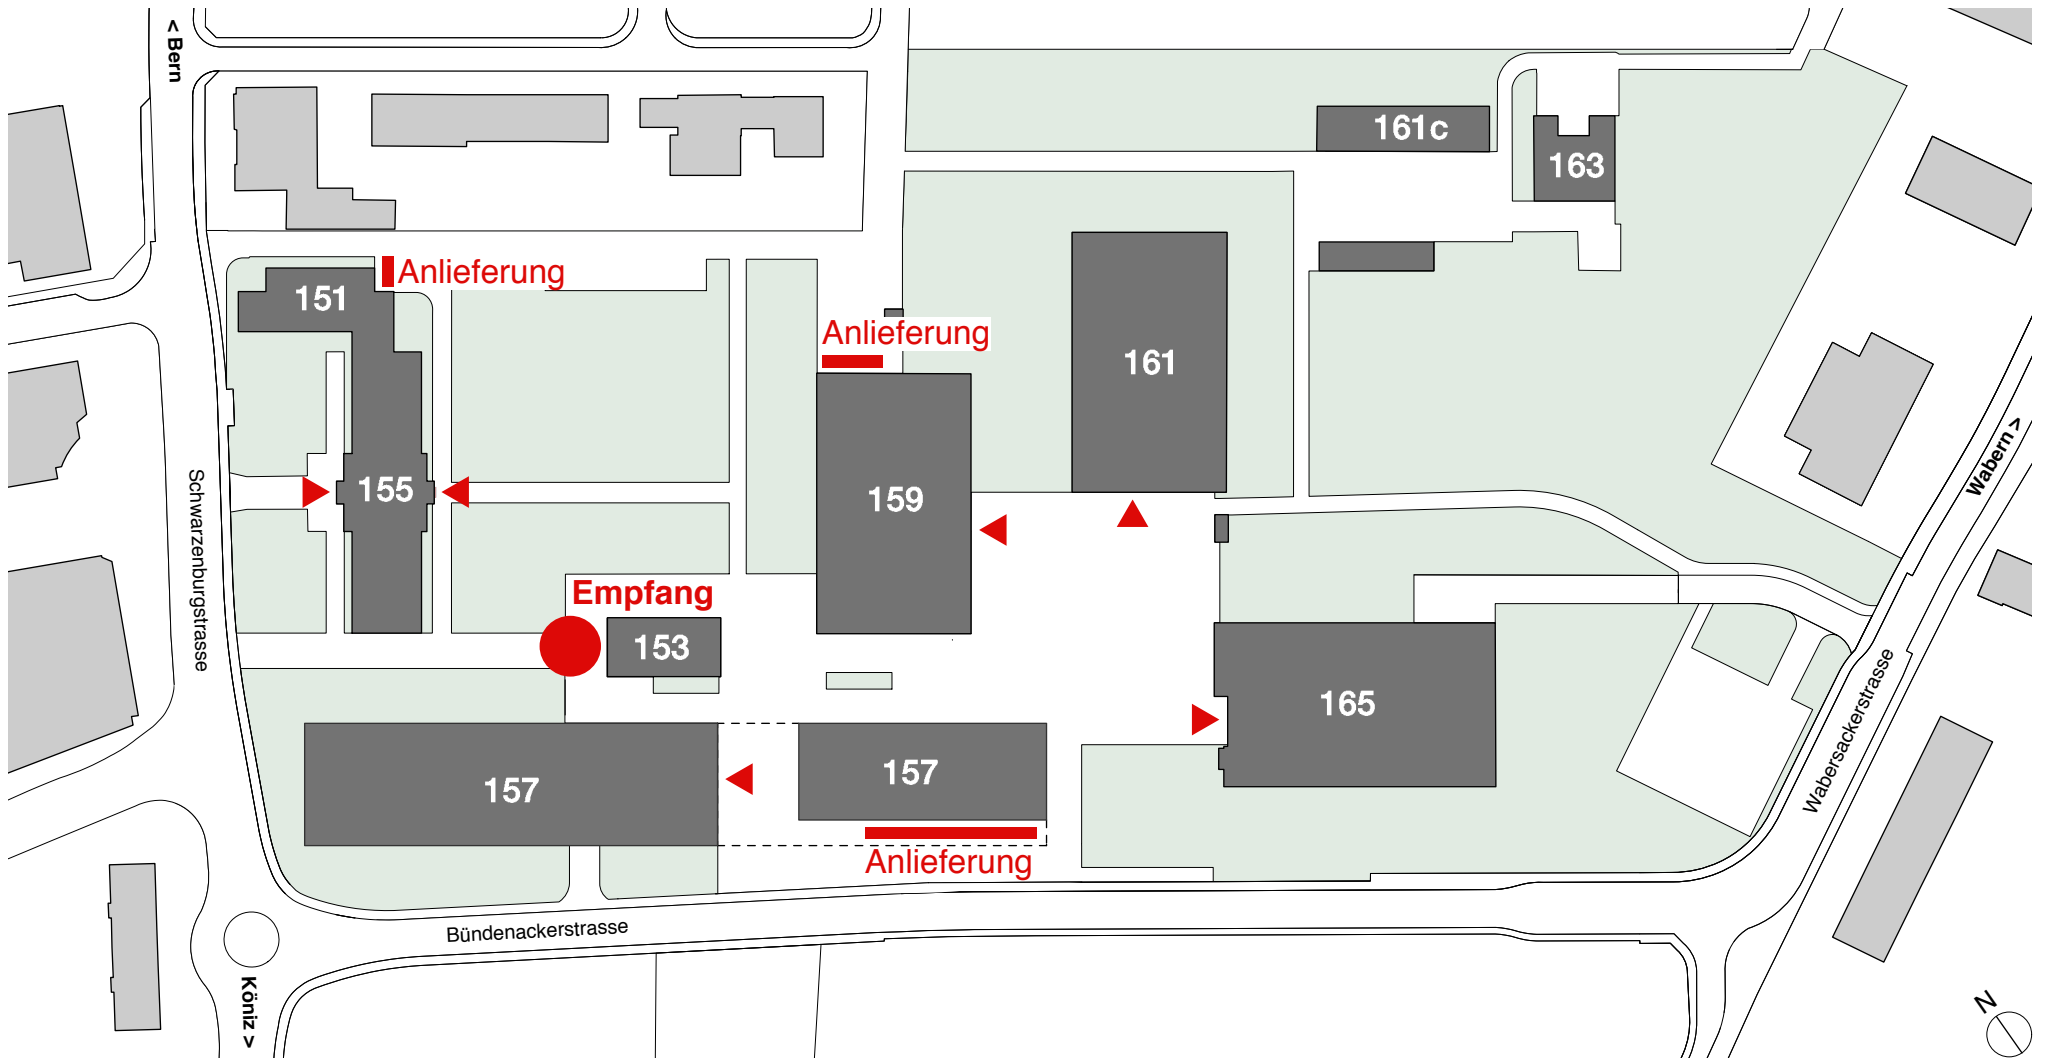 < Bern
161c
163
Anlieferung
151
Anlieferung
161
155
159
Wabern >
Schwarzenburgstrasse
Empfang
153
165
Wabersackerstrasse
157
157
Anlieferung
Bündenackerstrasse
Köniz >
N